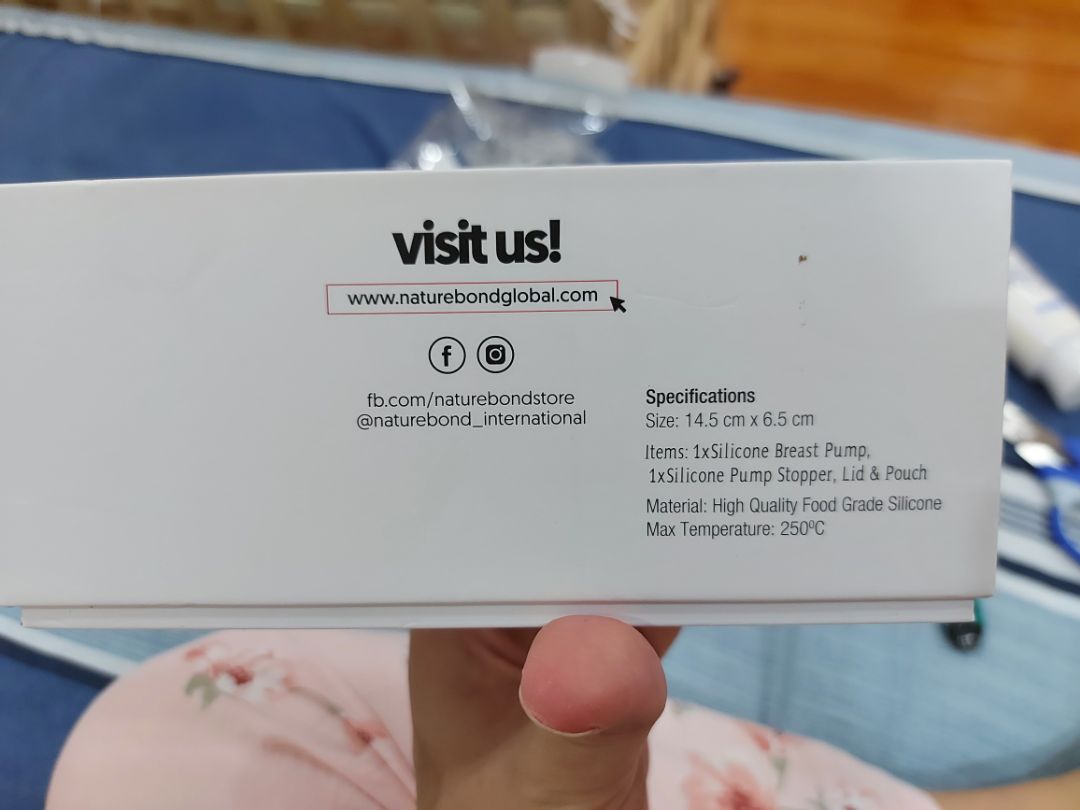 visit us!
www.naturebondglobal.com
fb.com/naturebondstore
@naturebond_international
Specifications
Size: 14.5 cm x 6.5 cm
Items: 1xSilicone Breast Pump,
1xSilicone Pump Stopper, Lid & Pouch
Material: High Quality Food Grade Silicone
Max Temperature: 250ºC